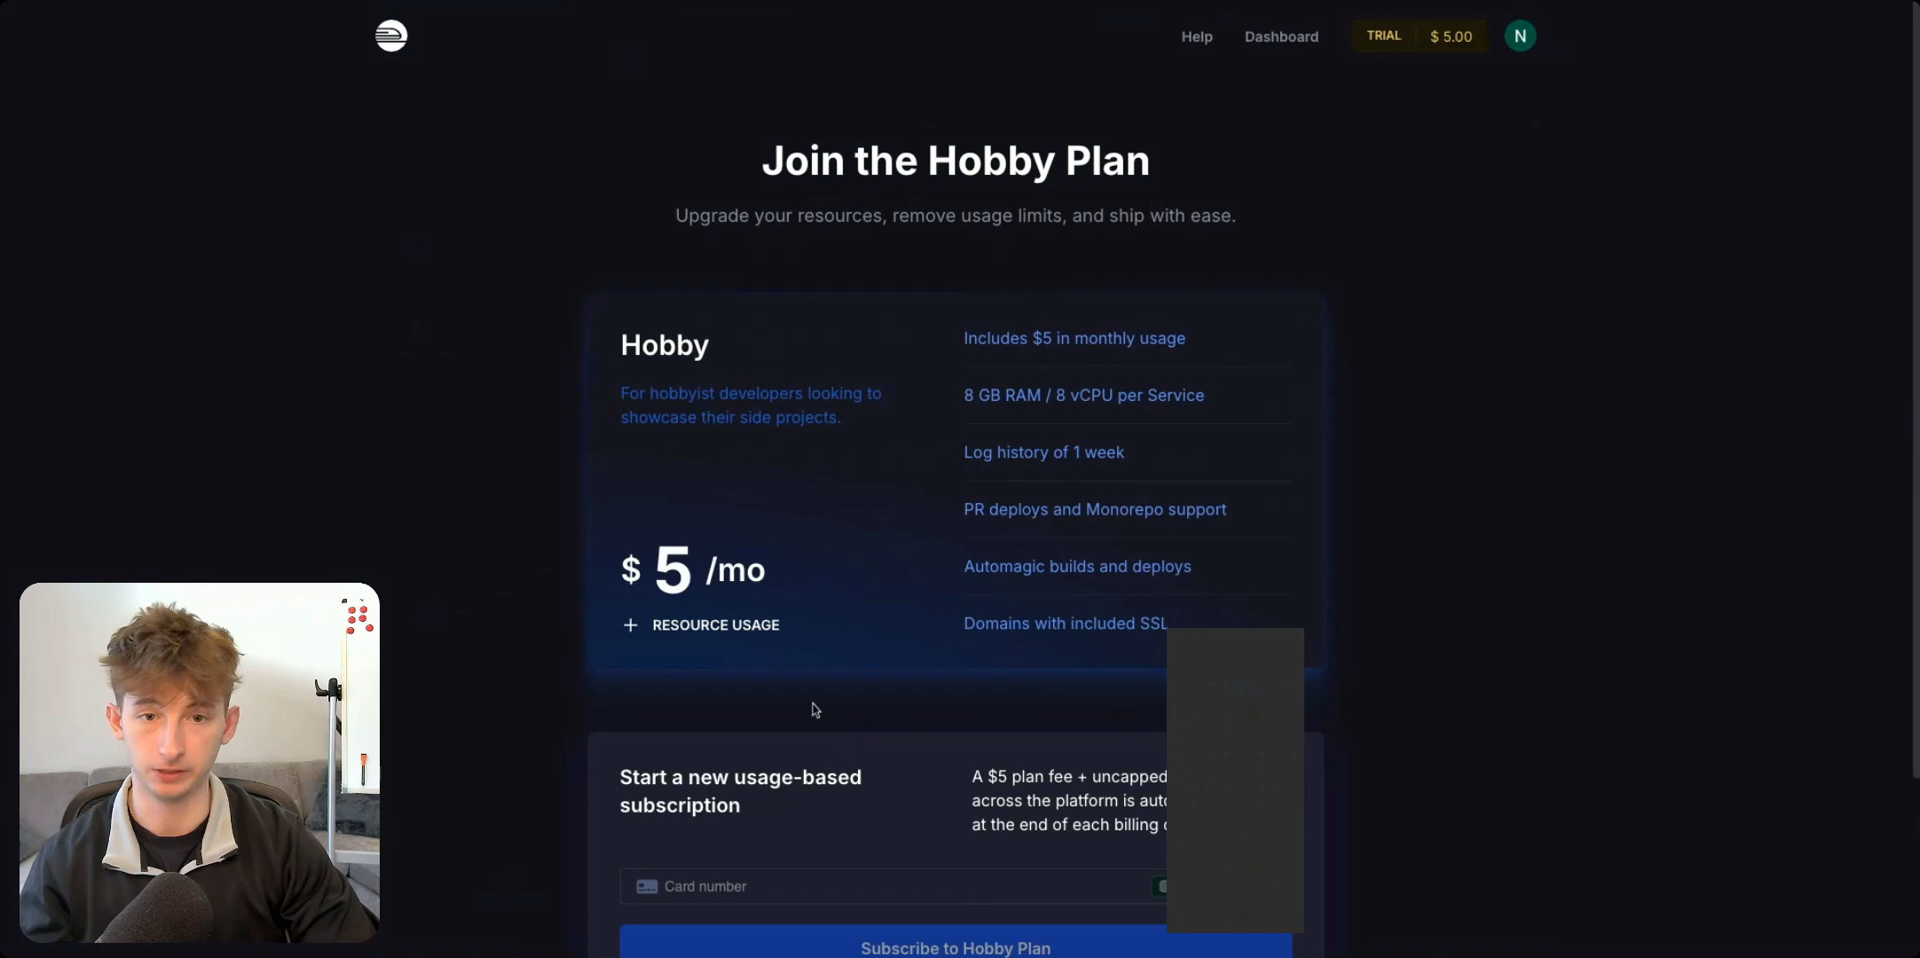 Help
Dashboard
TRIAL
$ 5.00
N
Join the Hobby Plan
Upgrade your resources, remove usage limits, and ship with ease.
Hobby
For hobbyist developers looking to
showcase their side projects.
$ 5 /mo
+ RESOURCE USAGE
Includes $5 in monthly usage
8 GB RAM / 8 vCPU per Service
Log history of 1 week
PR deploys and Monorepo support
Automagic builds and deploys
Domains with included SSL
Start a new usage-based
subscription
A $5 plan fee + uncapped
across the platform is
at the end of each billing
Card number
Subscribe to Hobby Plan